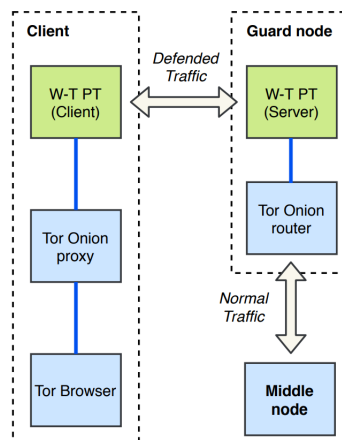 Client
Guard node
Defended
Traffic
W-T PT
(Client)
W-T PT
(Server)
Tor Onion
proxy
Tor Onion
router
Normal
Traffic
Tor Browser
Middle
node